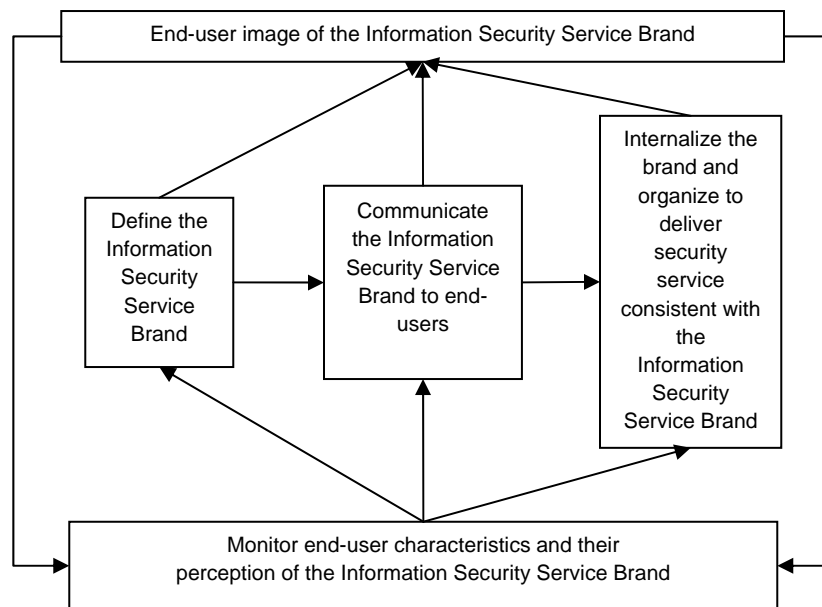 End-user image of the Information Security Service Brand
Define the
Information
Security
Service
Brand
Communicate
the Information
Security Service
Brand to end-
users
Internalize the
brand and
organize to
deliver
security
service
consistent with
the
Information
Security
Service Brand
Monitor end-user characteristics and their
perception of the Information Security Service Brand